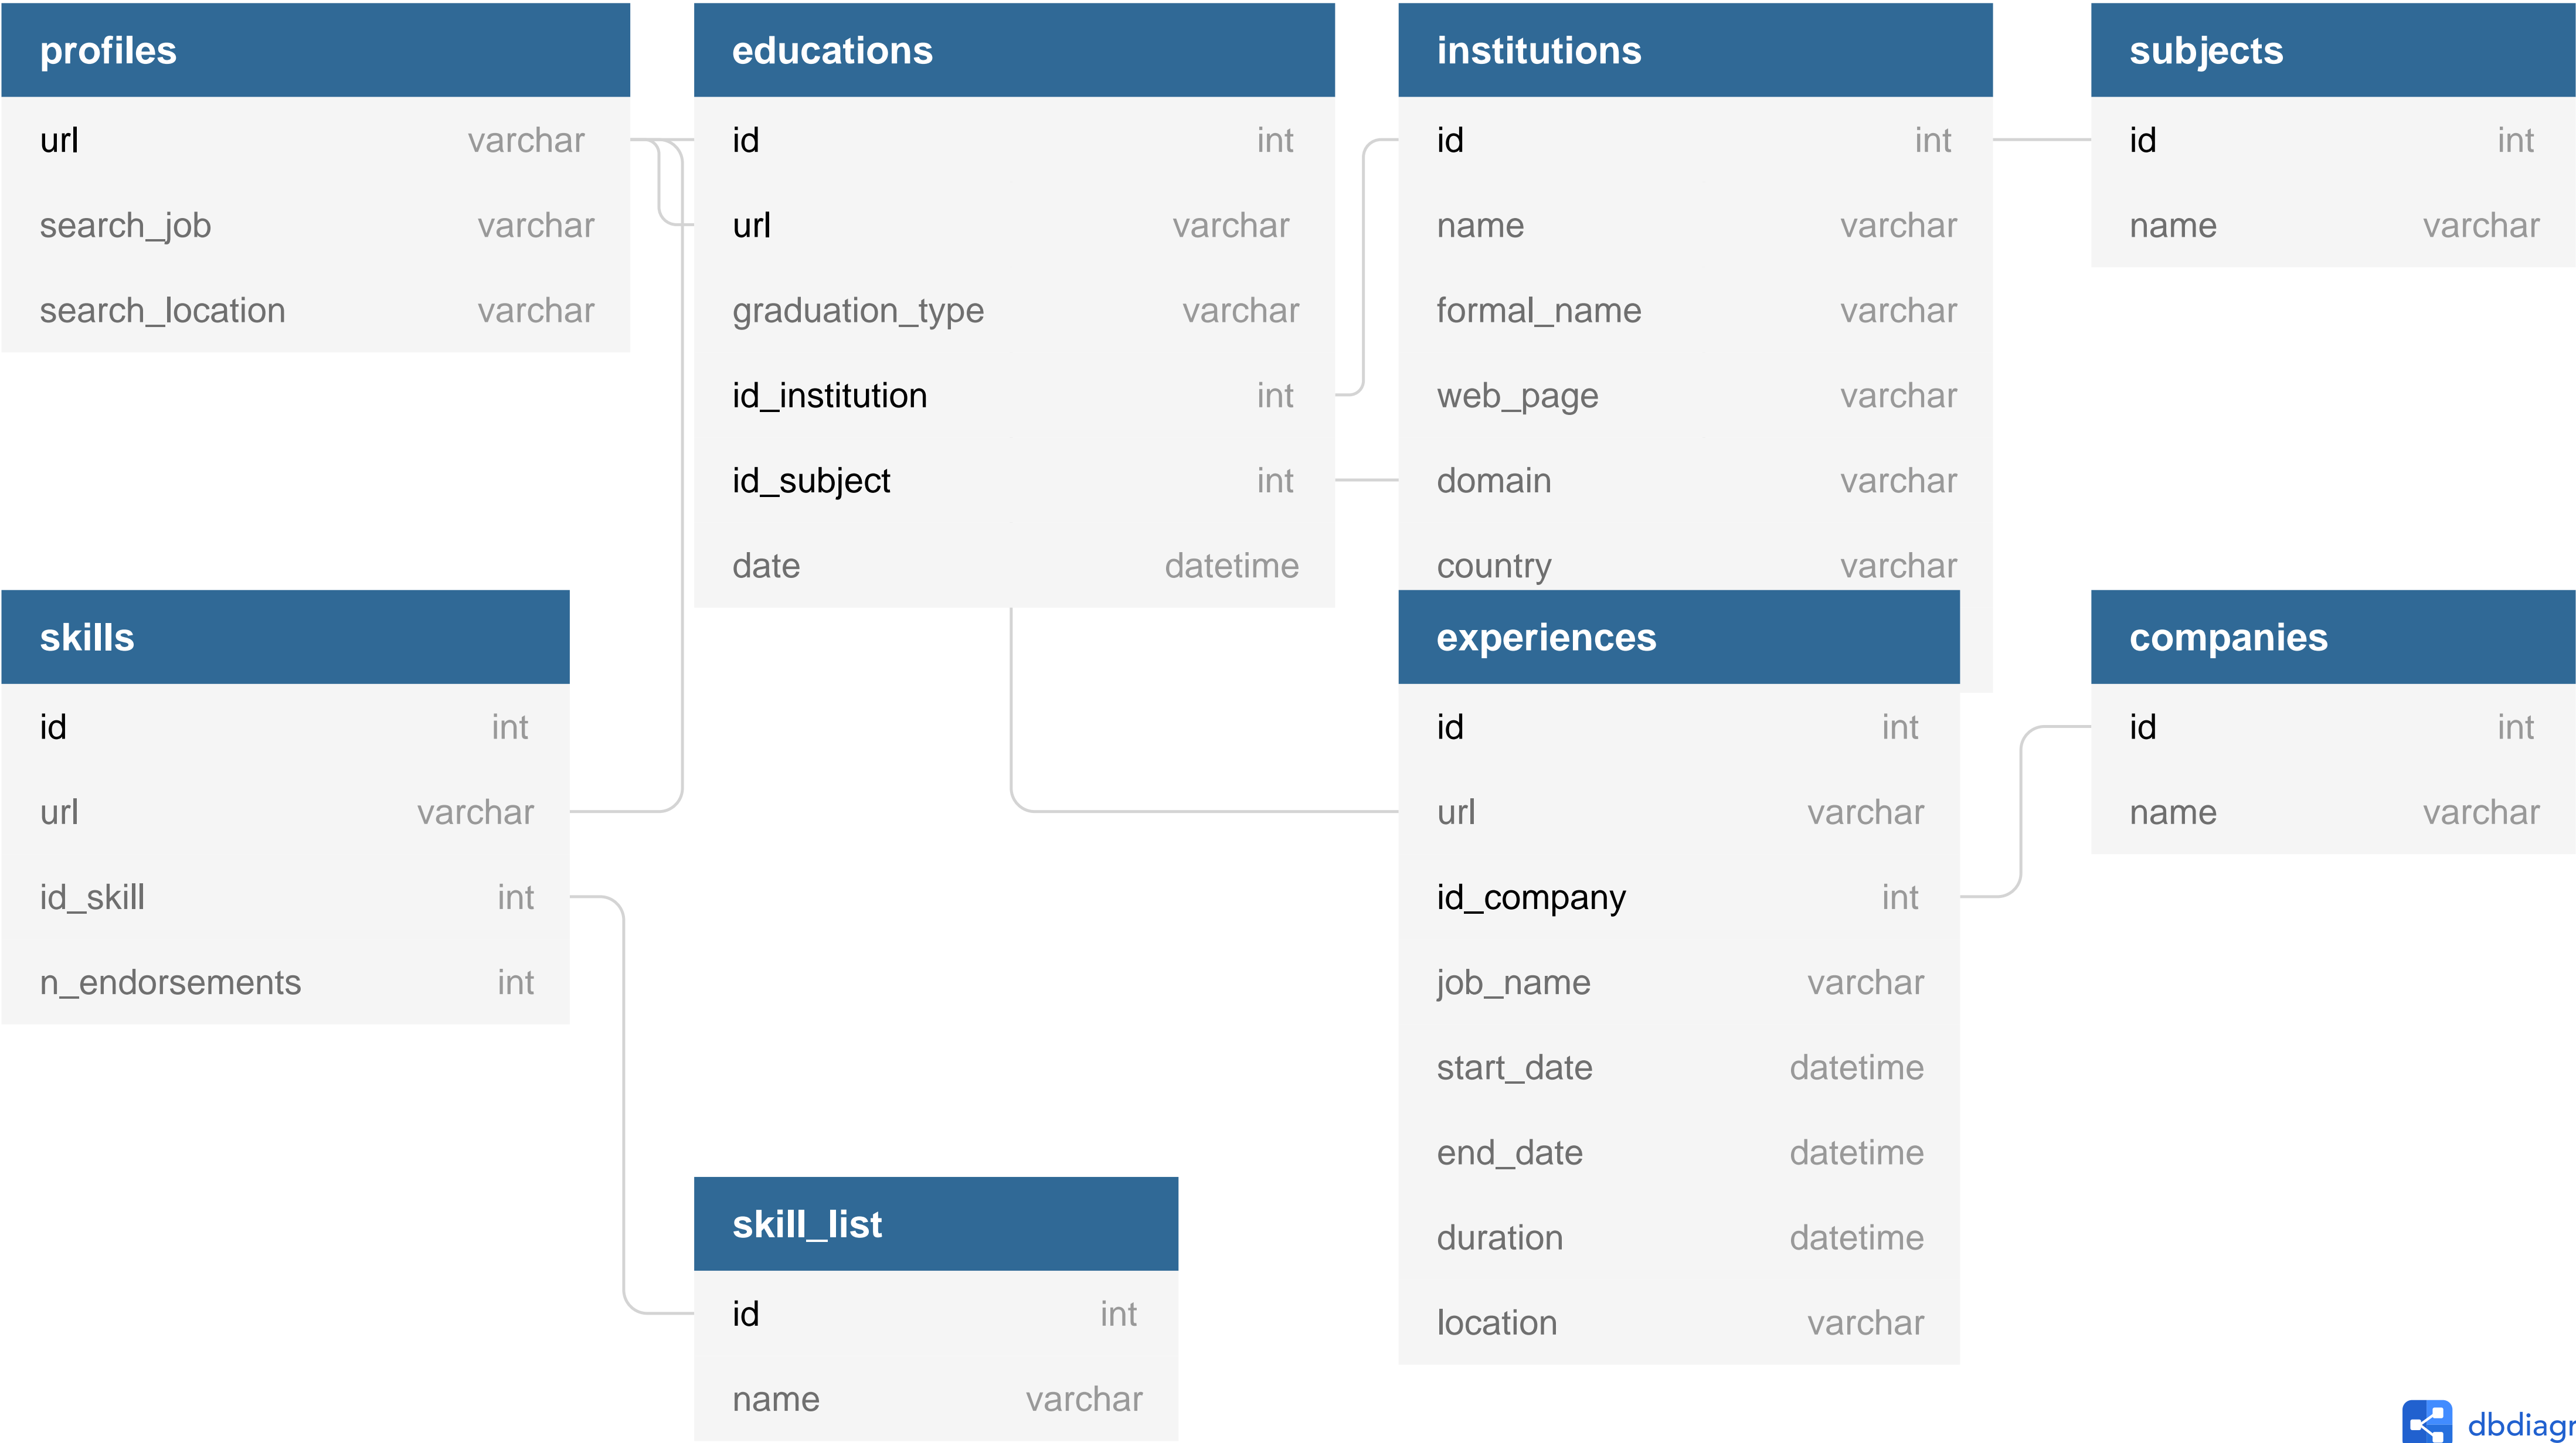 profiles
url varchar
search_job varchar
search_location varchar
educations
id int
url varchar
graduation_type varchar
id_institution int
id_subject int
date datetime
institutions
id int
name varchar
formal_name varchar
web_page varchar
domain varchar
country varchar
subjects
id int
name varchar
skills
id int
url varchar
id_skill int
n_endorsements int
experiences
id int
url varchar
id_company int
job_name varchar
start_date datetime
end_date datetime
duration datetime
location varchar
companies
id int
name varchar
skill_list
id int
name varchar
dbdiagr